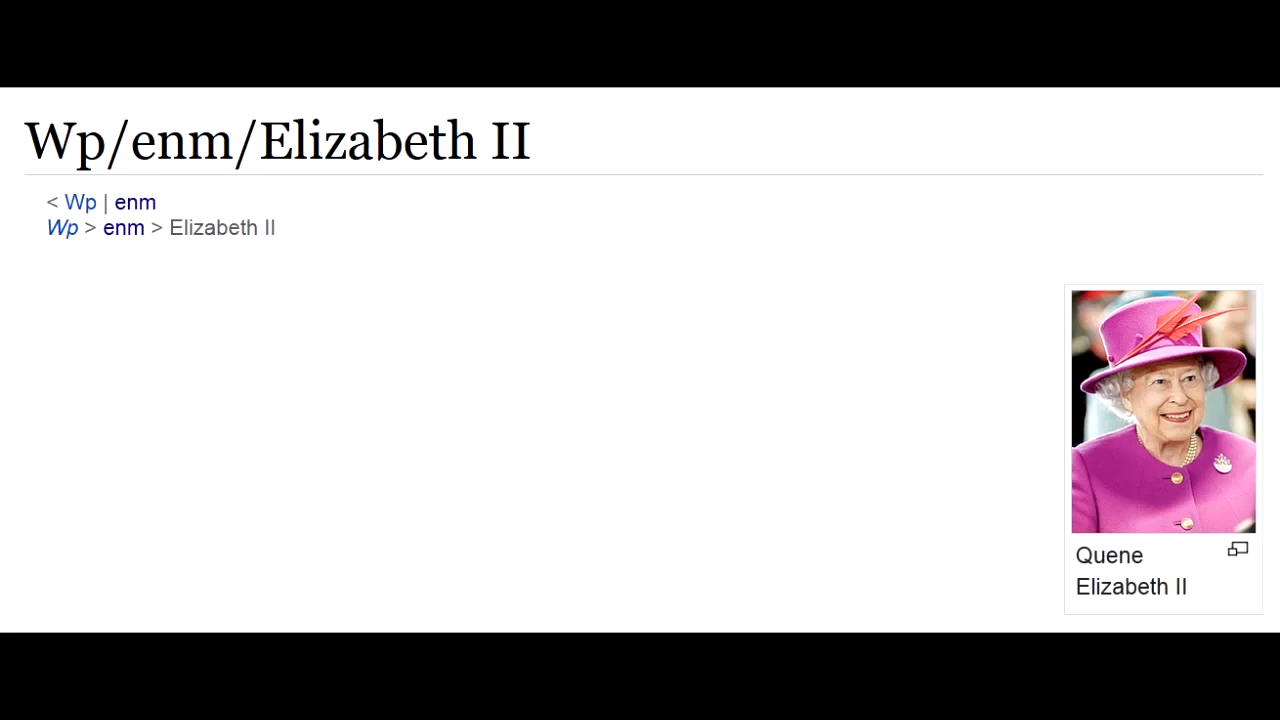 Wp/enm/Elizabeth II
< Wp | enm
Wp > enm > Elizabeth II
Quene
Elizabeth II